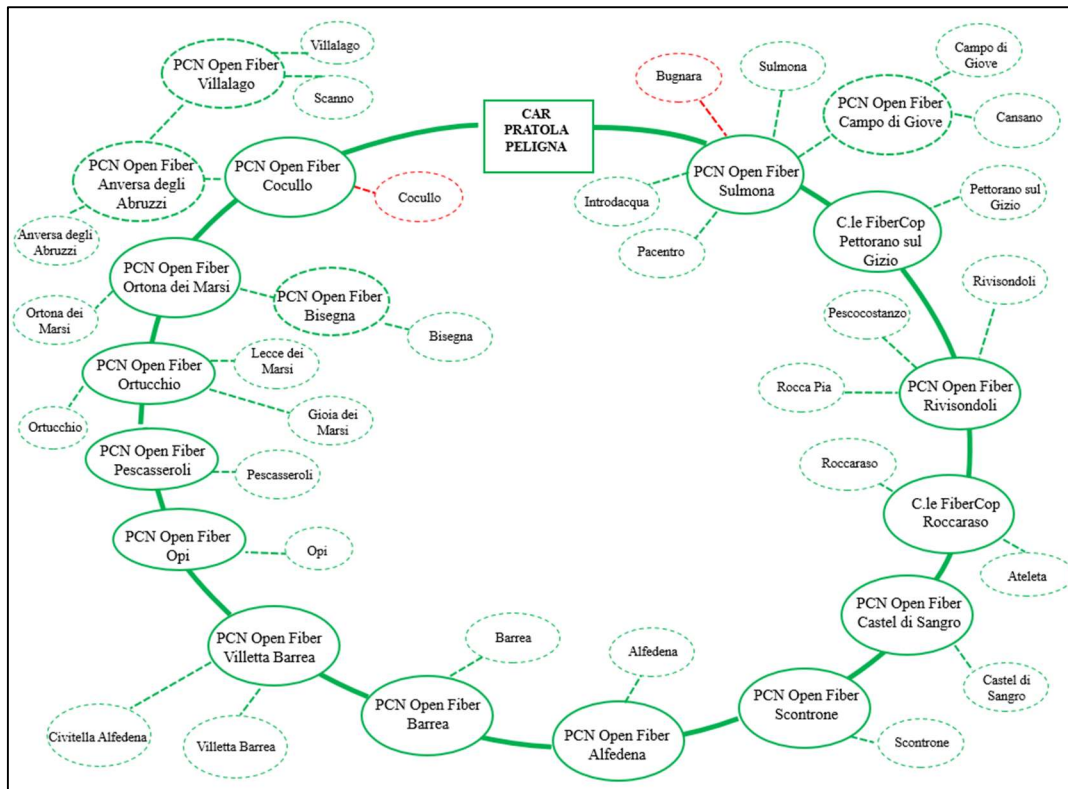 Villalago
PCN Open Fiber
Villalago
Scanno
Bugnara
Sulmona
Campo di
Giove
PCN Open Fiber
Campo di Giove
Cansano
CAR
PRATOLA
PELIGNA
PCN Open Fiber
Anversa degli
Abruzzi
PCN Open Fiber
Cocullo
Cocullo
PCN Open Fiber
Sulmona
Introdacqua
Pacentro
Pettorano sul
Gizio
C.le FiberCop
Pettorano sul
Gizio
Anversa degli
Abruzzi
PCN Open Fiber
Ortona dei Marsi
Ortona dei
Marsi
PCN Open Fiber
Bisegna
Bisegna
Rivisondoli
Pescocostanzo
PCN Open Fiber
Ortucchio
Lecce dei
Marsi
Gioia dei
Marsi
Ortucchio
Rocca Pia
PCN Open Fiber
Rivisondoli
PCN Open Fiber
Pescasseroli
Pescasseroli
Roccaraso
C.le FiberCop
Roccaraso
Ateleta
PCN Open Fiber
Opi
Opi
PCN Open Fiber
Castel di Sangro
Castel di
Sangro
PCN Open Fiber
Villetta Barrea
Barrea
Alfedena
PCN Open Fiber
Scontrone
Scontrone
PCN Open Fiber
Barrea
PCN Open Fiber
Alfedena
Civitella Alfedena
Villetta Barrea